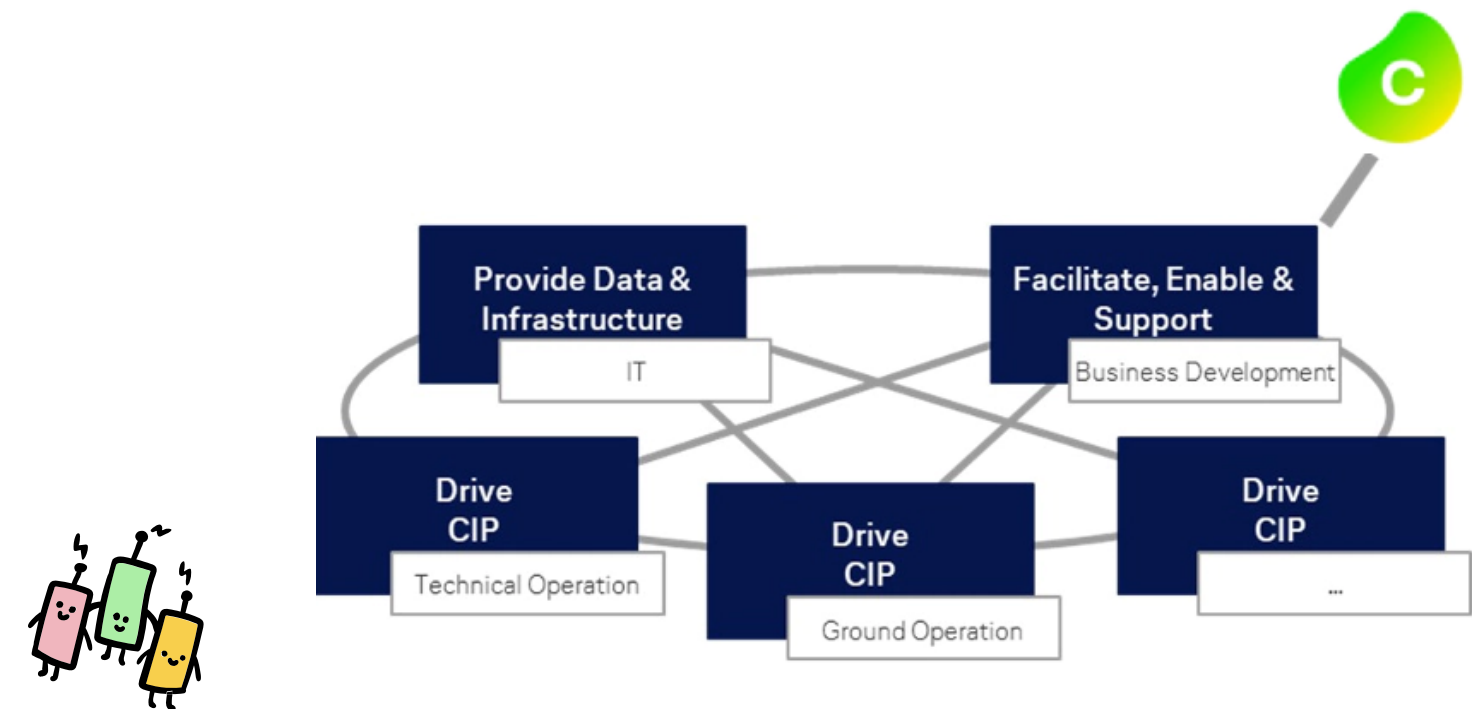 C
Provide Data &
Infrastructure
IT
Facilitate, Enable &
Support
Business Development
Drive
CIP
Technical Operation
Drive
CIP
Ground Operation
Drive
CIP
...